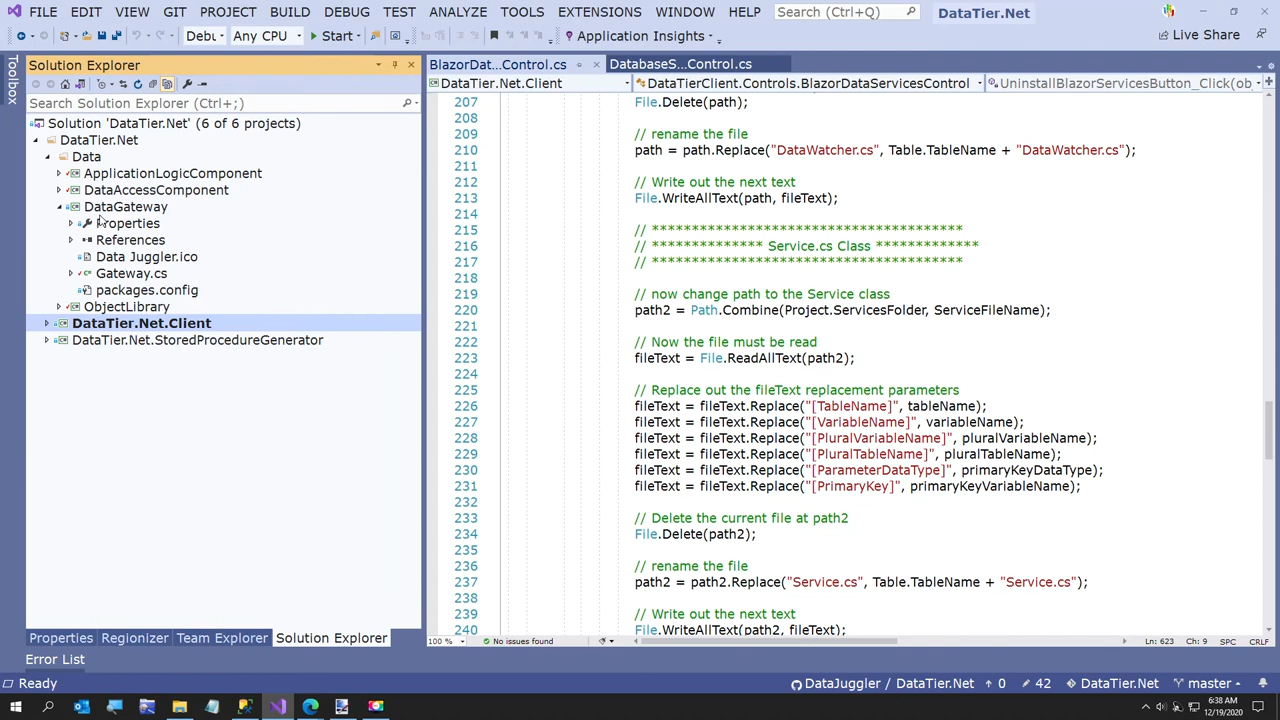 FILE EDIT VIEW GIT PROJECT BUILD DEBUG TEST ANALYZE TOOLS EXTENSIONS WINDOW HELP Search (Ctrl+Q) DataTier.Net
Debu Any CPU Start Application Insights Live Share
Toolbox
Solution Explorer
Search Solution Explorer (Ctrl+;)
Solution 'DataTier.Net' (6 of 6 projects)
DataTier.Net
Data
ApplicationLogicComponent
DataAccessComponent
DataGateway
Properties
References
Data Juggler.ico
Gateway.cs
packages.config
ObjectLibrary
DataTier.Net.Client
DataTier.Net.StoredProcedureGenerator
Properties Regionizer Team Explorer Solution Explorer
BlazorDat...Control.cs DatabaseS...Control.cs
DataTier.Net.Client DataTierClient.Controls.BlazorDataServicesControl UninstallBlazorServicesButton_Click(obj
207 File.Delete(path);
208
209 // rename the file
210 path = path.Replace("DataWatcher.cs", Table.TableName + "DataWatcher.cs");
211
212 // Write out the next text
213 File.WriteAllText(path, fileText);
214
215 // *************************************
216 // ************** Service.cs Class *************
217 // *************************************
218
219 // now change path to the Service class
220 path2 = Path.Combine(Project.ServicesFolder, ServiceFileName);
221
222 // Now the file must be read
223 fileText = File.ReadAllText(path2);
224
225 // Replace out the fileText replacement parameters
226 fileText = fileText.Replace("[TableName]", tableName);
227 fileText = fileText.Replace("[VariableName]", variableName);
228 fileText = fileText.Replace("[PluralVariableName]", pluralVariableName);
229 fileText = fileText.Replace("[PluralTableName]", pluralTableName);
230 fileText = fileText.Replace("[ParameterDataType]", primaryKeyDataType);
231 fileText = fileText.Replace("[PrimaryKey]", primaryKeyVariableName);
232
233 // Delete the current file at path2
234 File.Delete(path2);
235
236 // rename the file
237 path2 = path2.Replace("Service.cs", Table.TableName + "Service.cs");
238
239 // Write out the next text
240 File.WriteAllText(path2, fileText);
100 % No issues found Ln: 623 Ch: 9 SPC CRLF
Error List
Ready DataJuggler / DataTier.Net 0 42 DataTier.Net master
6:38 AM
12/19/2020